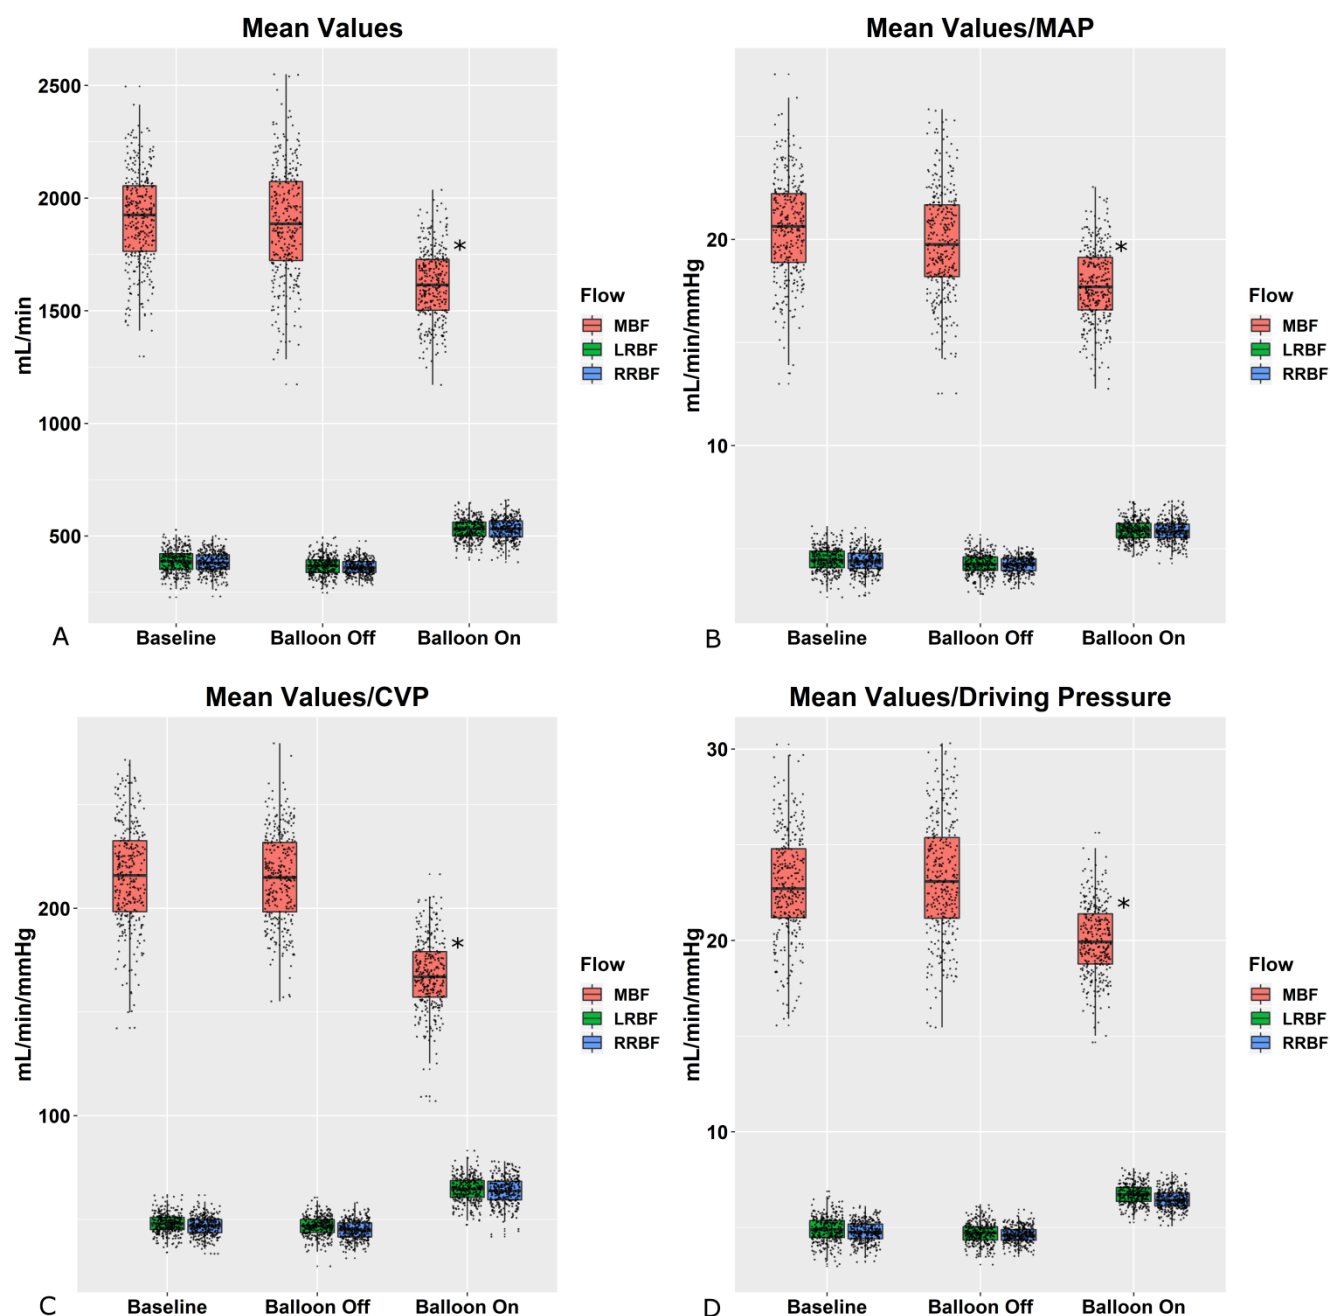 Mean Values
mL/min
2500
2000
1500
1000
500
Baseline
Balloon Off
Balloon On
*
Flow
MBF
LRBF
RRBF
A
Mean Values/MAP
mL/min/mmHg
20
10
Baseline
Balloon Off
Balloon On
*
Flow
MBF
LRBF
RRBF
B
Mean Values/CVP
mL/min/mmHg
200
100
Baseline
Balloon Off
Balloon On
*
Flow
MBF
LRBF
RRBF
C
Mean Values/Driving Pressure
mL/min/mmHg
30
20
10
Baseline
Balloon Off
Balloon On
*
Flow
MBF
LRBF
RRBF
D